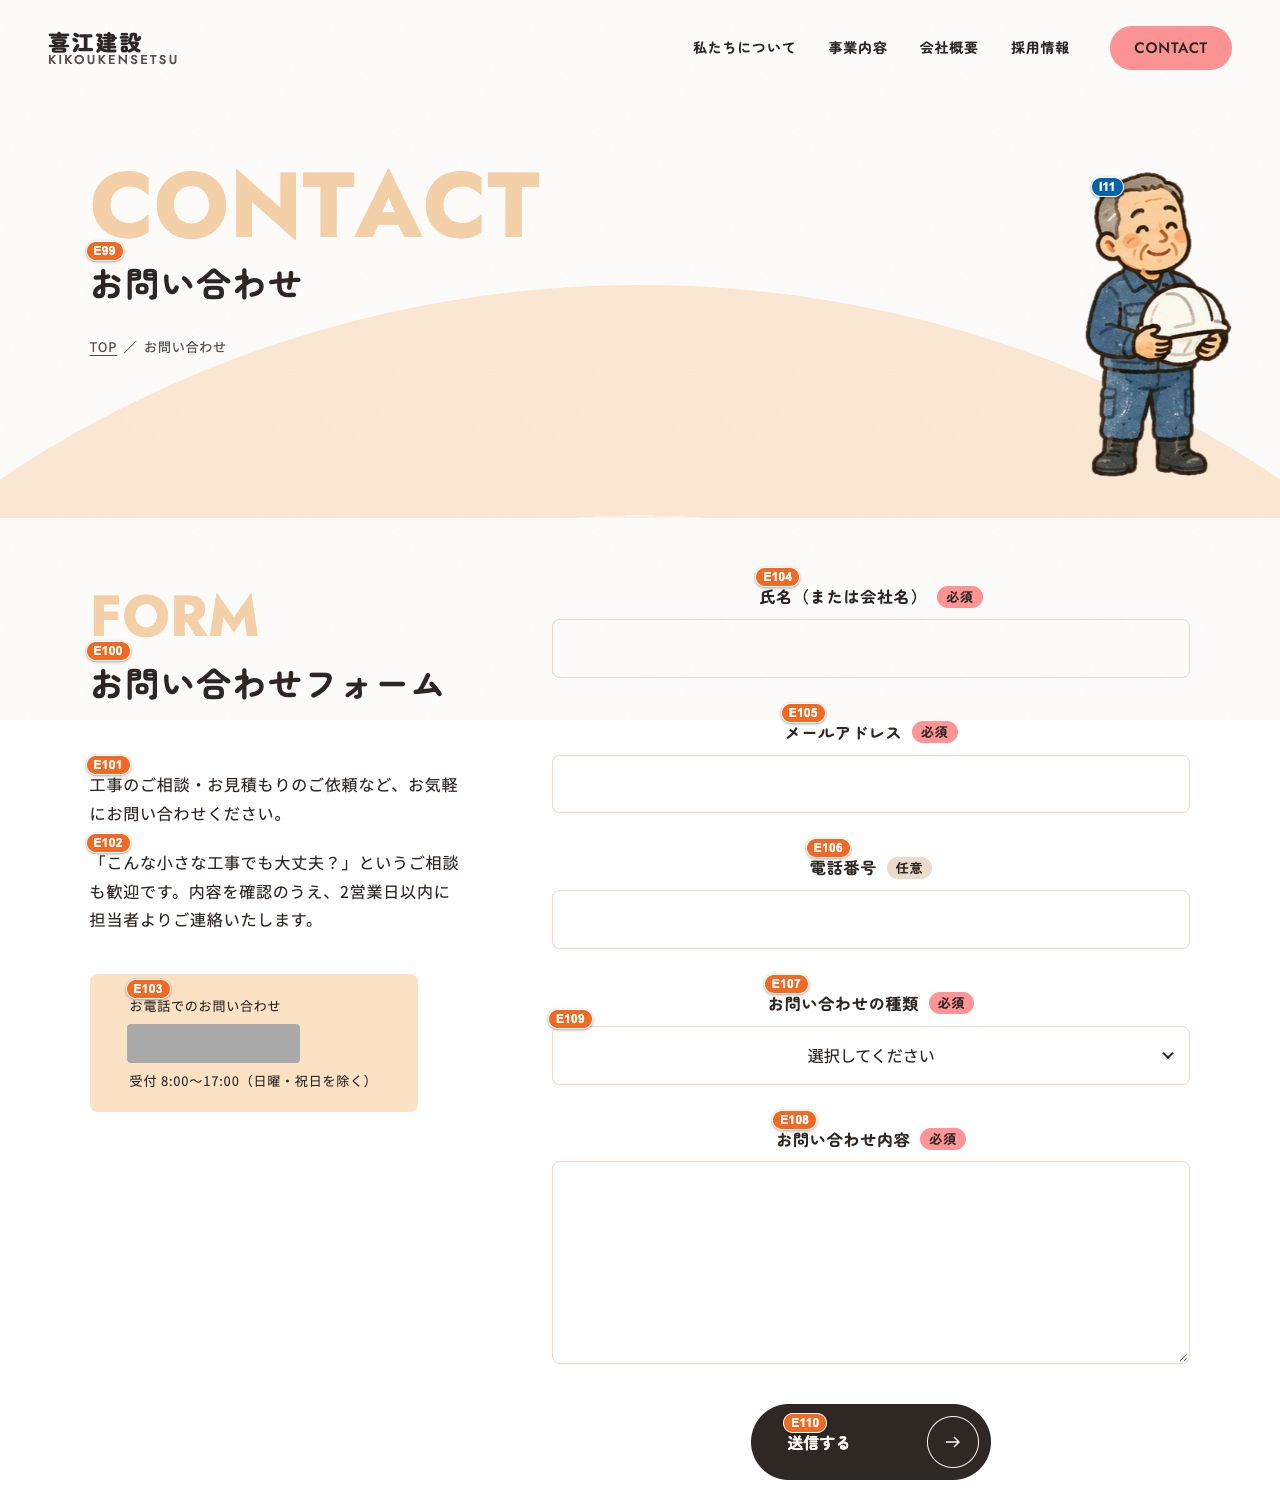 喜江建設
KIKOUKENSETSU
私たちについて 事業内容 会社概要 採用情報 CONTACT
CONTACT
I11
E99
お問い合わせ
TOP ／ お問い合わせ
FORM
E100
お問い合わせフォーム
E101
工事のご相談・お見積もりのご依頼など、お気軽
にお問い合わせください。
E102
「こんな小さな工事でも大丈夫？」というご相談
も歓迎です。内容を確認のうえ、2営業日以内に
担当者よりご連絡いたします。
E103
お電話でのお問い合わせ
受付 8:00〜17:00（日曜・祝日を除く）
E104
氏名（または会社名） 必須
E105
メールアドレス 必須
E106
電話番号 任意
E107
お問い合わせの種類 必須
E109
選択してください
E108
お問い合わせ内容 必須
E110
送信する